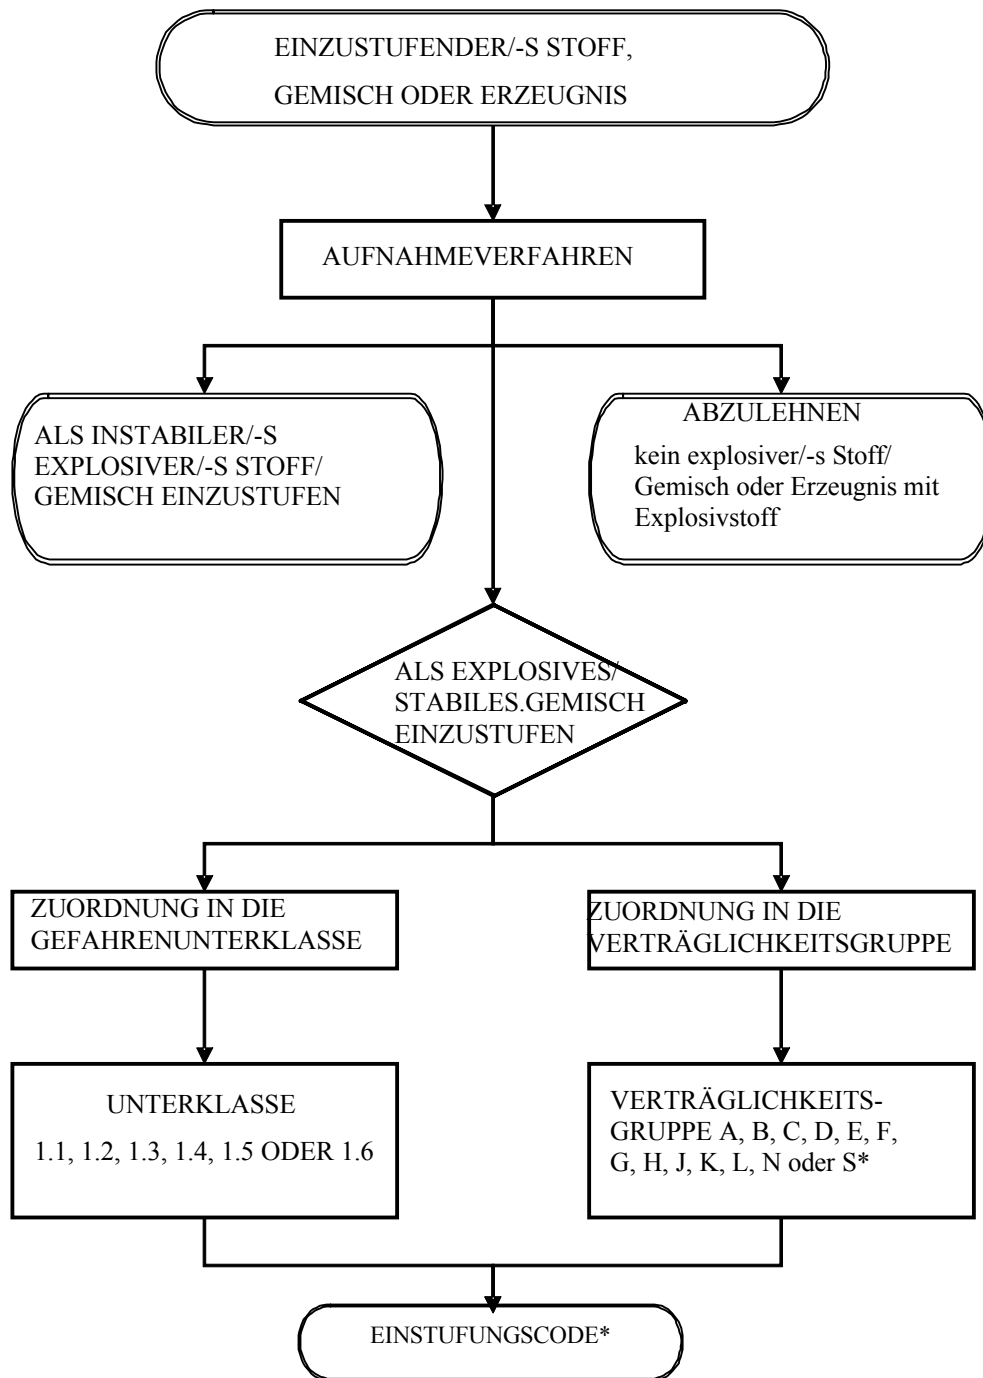 EINZUSTUFENDER/-S STOFF,
GEMISCH ODER ERZEUGNIS
AUFNAHMEVERFAHREN
ALS INSTABILER/-S
EXPLOSIVER/-S STOFF/
GEMISCH EINZUSTUFEN
ABZULEHNEN
kein explosiver/-s Stoff/
Gemisch oder Erzeugnis mit
Explosivstoff
ALS EXPLOSIVES/
STABILES.GEMISCH
EINZUSTUFEN
ZUORDNUNG IN DIE
GEFAHRENUNTERKLASSE
ZUORDNUNG IN DIE
VERTRÄGLICHKEITSGRUPPE
UNTERKLASSE
1.1, 1.2, 1.3, 1.4, 1.5 ODER 1.6
VERTRÄGLICHKEITS-
GRUPPE A, B, C, D, E, F,
G, H, J, K, L, N oder S*
EINSTUFUNGSCODE*